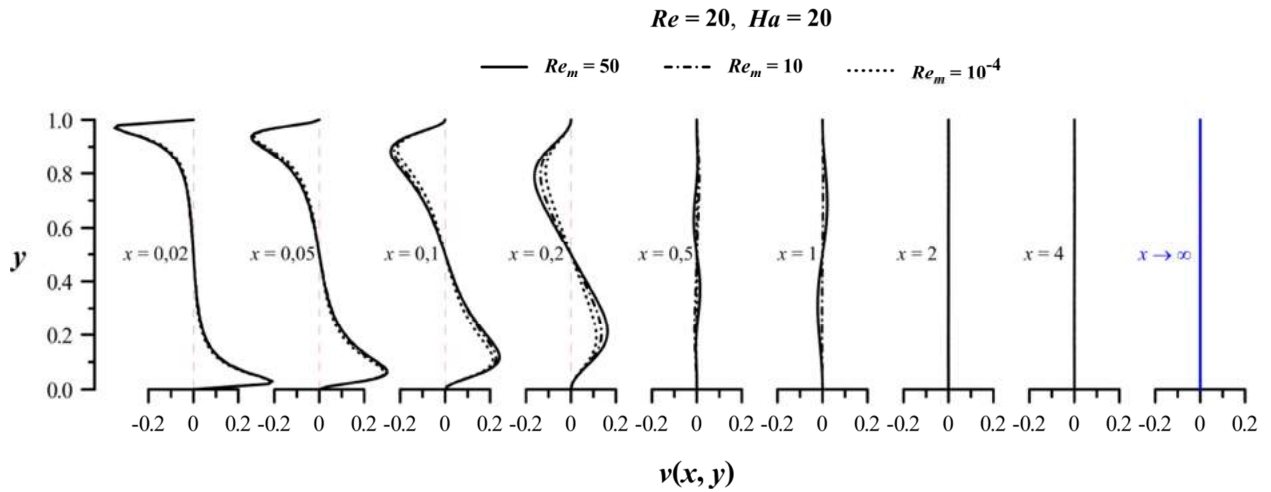 Re = 20, Ha = 20
Re_m = 50 Re_m = 10 Re_m = 10^-4
1.0
0.8
0.6
y
0.4
0.2
0.0
x = 0,02 x = 0,05 x = 0,1 x = 0,2 x = 0,5 x = 1 x = 2 x = 4 x → ∞
-0.2 0 0.2 -0.2 0 0.2 -0.2 0 0.2 -0.2 0 0.2 -0.2 0 0.2 -0.2 0 0.2 -0.2 0 0.2 -0.2 0 0.2 -0.2 0 0.2
v(x, y)